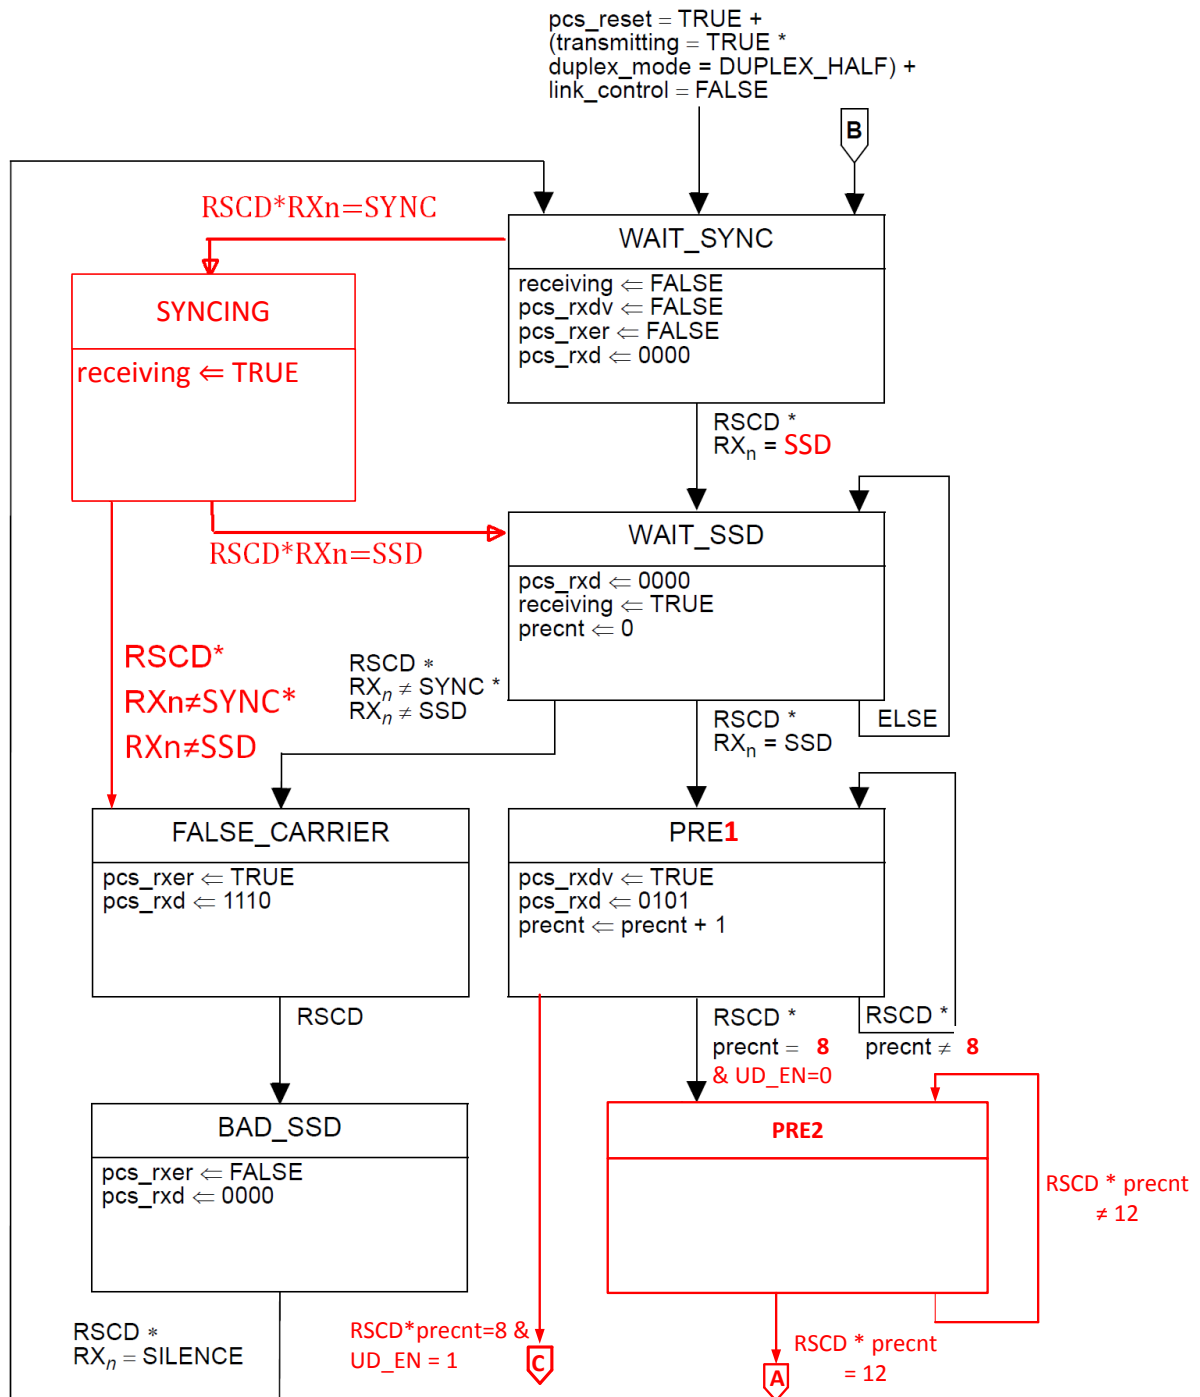 pcs_reset = TRUE +
(transmitting = TRUE *
duplex_mode = DUPLEX_HALF) +
link_control = FALSE
B
RSCD*RXn=SYNC
WAIT_SYNC
receiving ⇐ FALSE
pcs_rxdv ⇐ FALSE
pcs_rxer ⇐ FALSE
pcs_rxd ⇐ 0000
SYNCING
receiving ⇐ TRUE
RSCD *
RXn = SSD
WAIT_SSD
pcs_rxd ⇐ 0000
receiving ⇐ TRUE
precnt ⇐ 0
RSCD*RXn=SSD
RSCD*
RXn≠SYNC*
RXn≠SSD
RSCD *
RXn ≠ SYNC *
RXn ≠ SSD
RSCD *
RXn = SSD
ELSE
FALSE_CARRIER
pcs_rxer ⇐ TRUE
pcs_rxd ⇐ 1110
PRE1
pcs_rxdv ⇐ TRUE
pcs_rxd ⇐ 0101
precnt ⇐ precnt + 1
RSCD
RSCD *
precnt = 8
& UD_EN=0
RSCD *
precnt ≠ 8
BAD_SSD
pcs_rxer ⇐ FALSE
pcs_rxd ⇐ 0000
PRE2
RSCD * precnt
≠ 12
RSCD *
RXn = SILENCE
RSCD*precnt=8 &
UD_EN = 1
C
RSCD * precnt
= 12
A